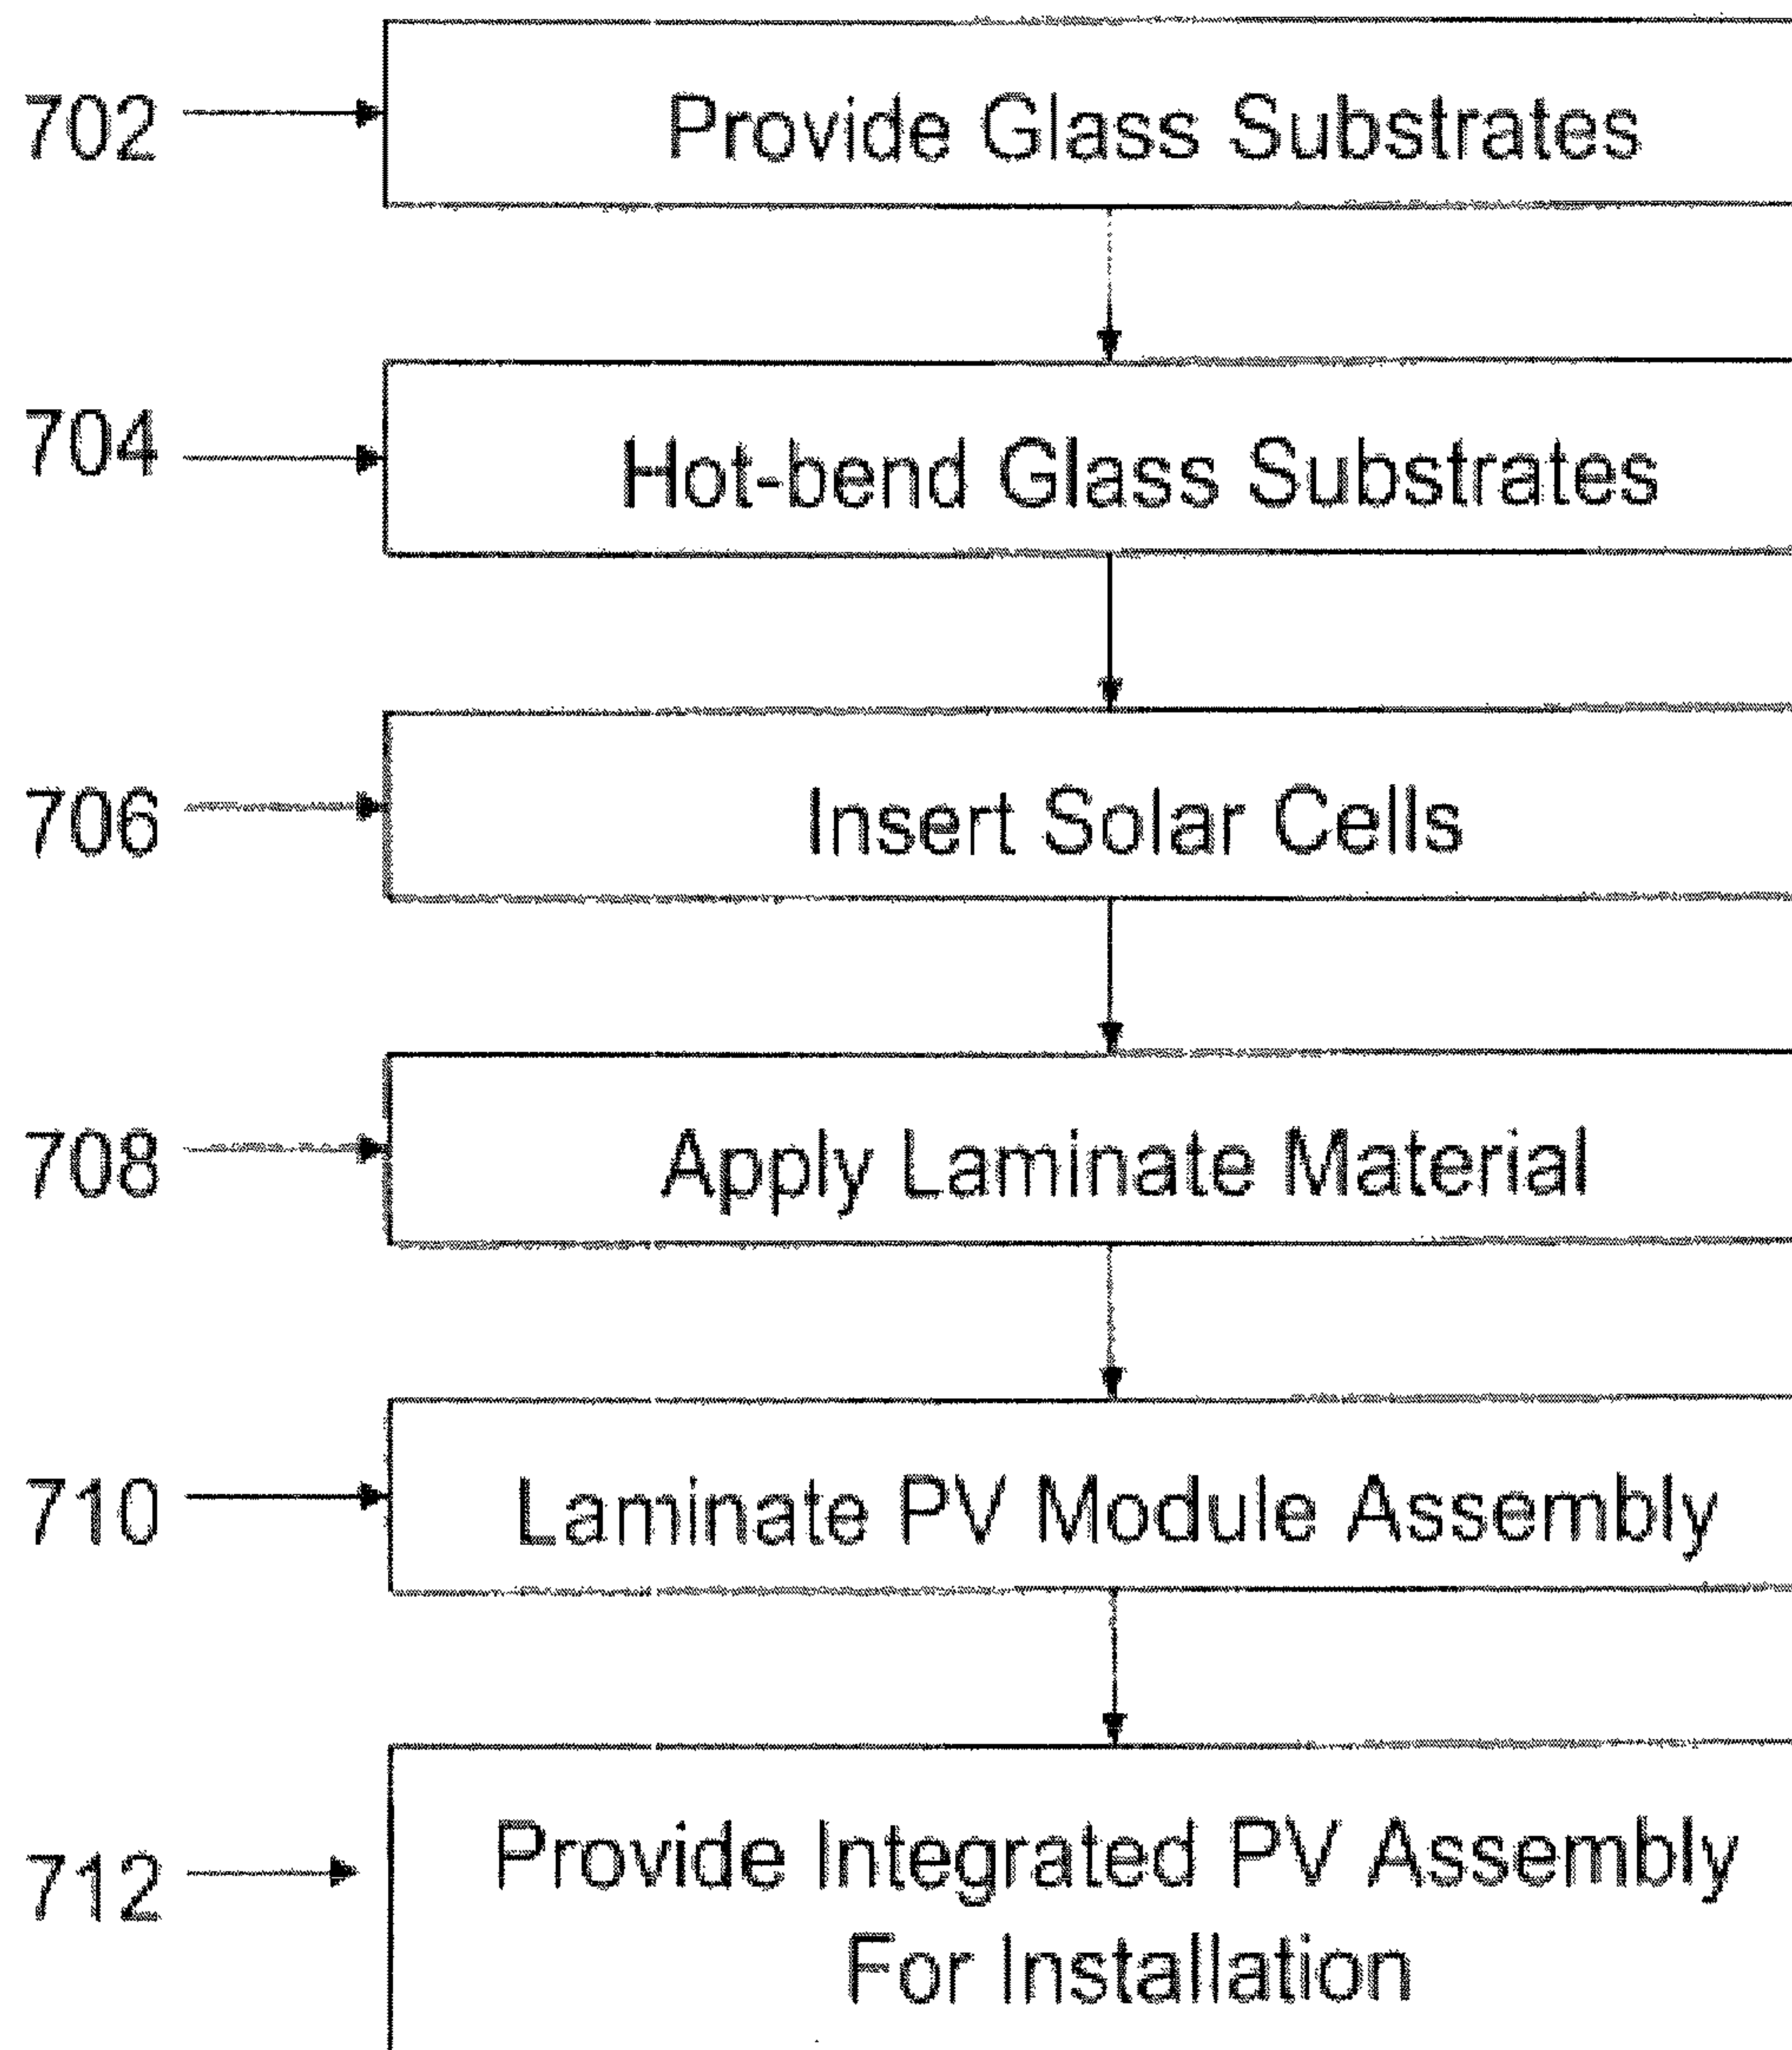 702
Provide Glass Substrates
704
Hot-bend Glass Substrates
706
Insert Solar Cells
708
Apply Laminate Material
710
Laminate PV Module Assembly
712
Provide Integrated PV Assembly
For Installation